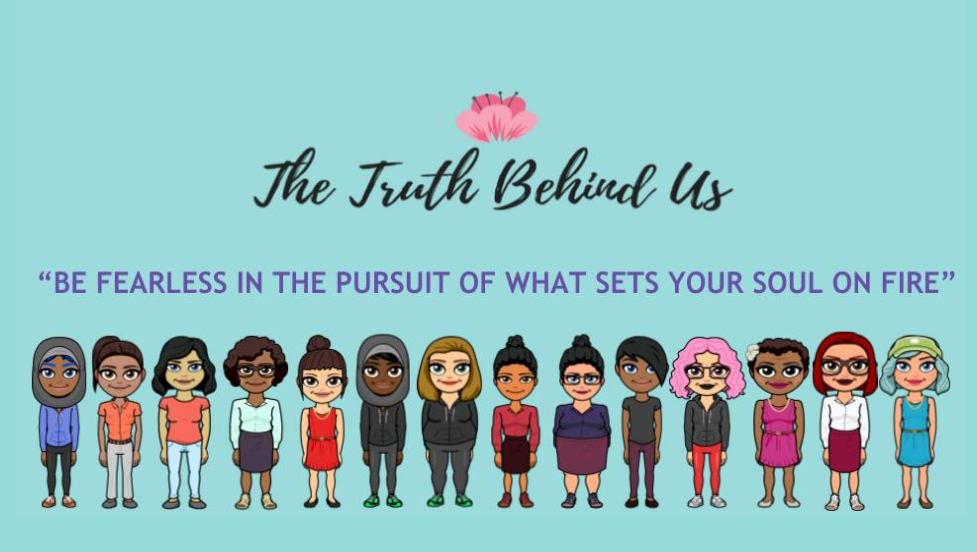 The Truth Behind Us
“BE FEARLESS IN THE PURSUIT OF WHAT SETS YOUR SOUL ON FIRE”